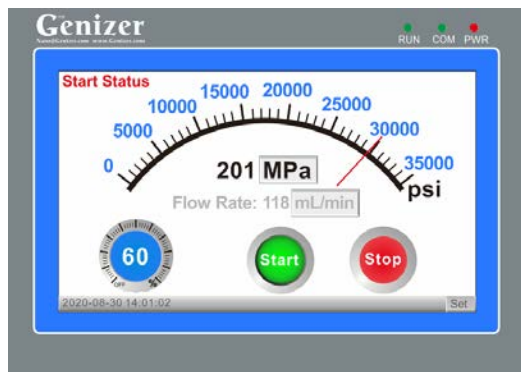 Genizer
RUN COM PWR
Start Status
0
5000
10000
15000
20000
25000
30000
35000
psi
201 MPa
Flow Rate: 118 mL/min
60
OFF %
Start
Stop
2020-08-30 14:01:02
Set